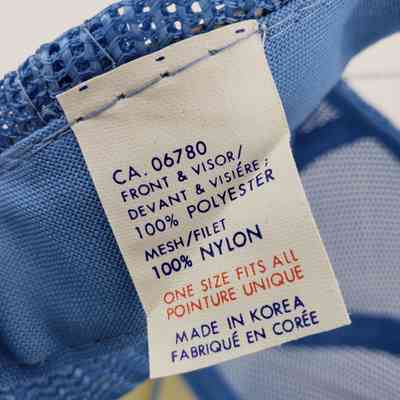 CA. 06780
FRONT & VISOR/
DEVANT & VISIÉRE;
100% POLYESTER
MESH/FILET
100% NYLON
ONE SIZE FITS ALL
POINTURE UNIQUE
MADE IN KOREA
FABRIQUÉ EN CORÉE